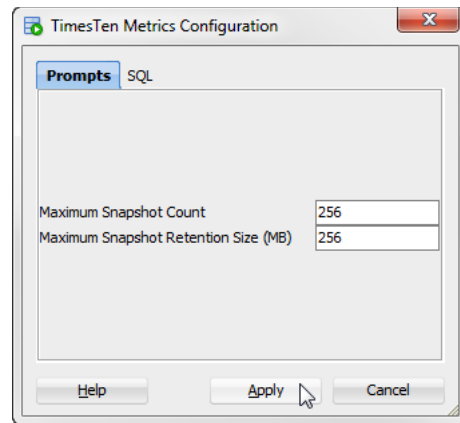 TimesTen Metrics Configuration
Prompts SQL
Maximum Snapshot Count 256
Maximum Snapshot Retention Size (MB) 256
Help Apply Cancel